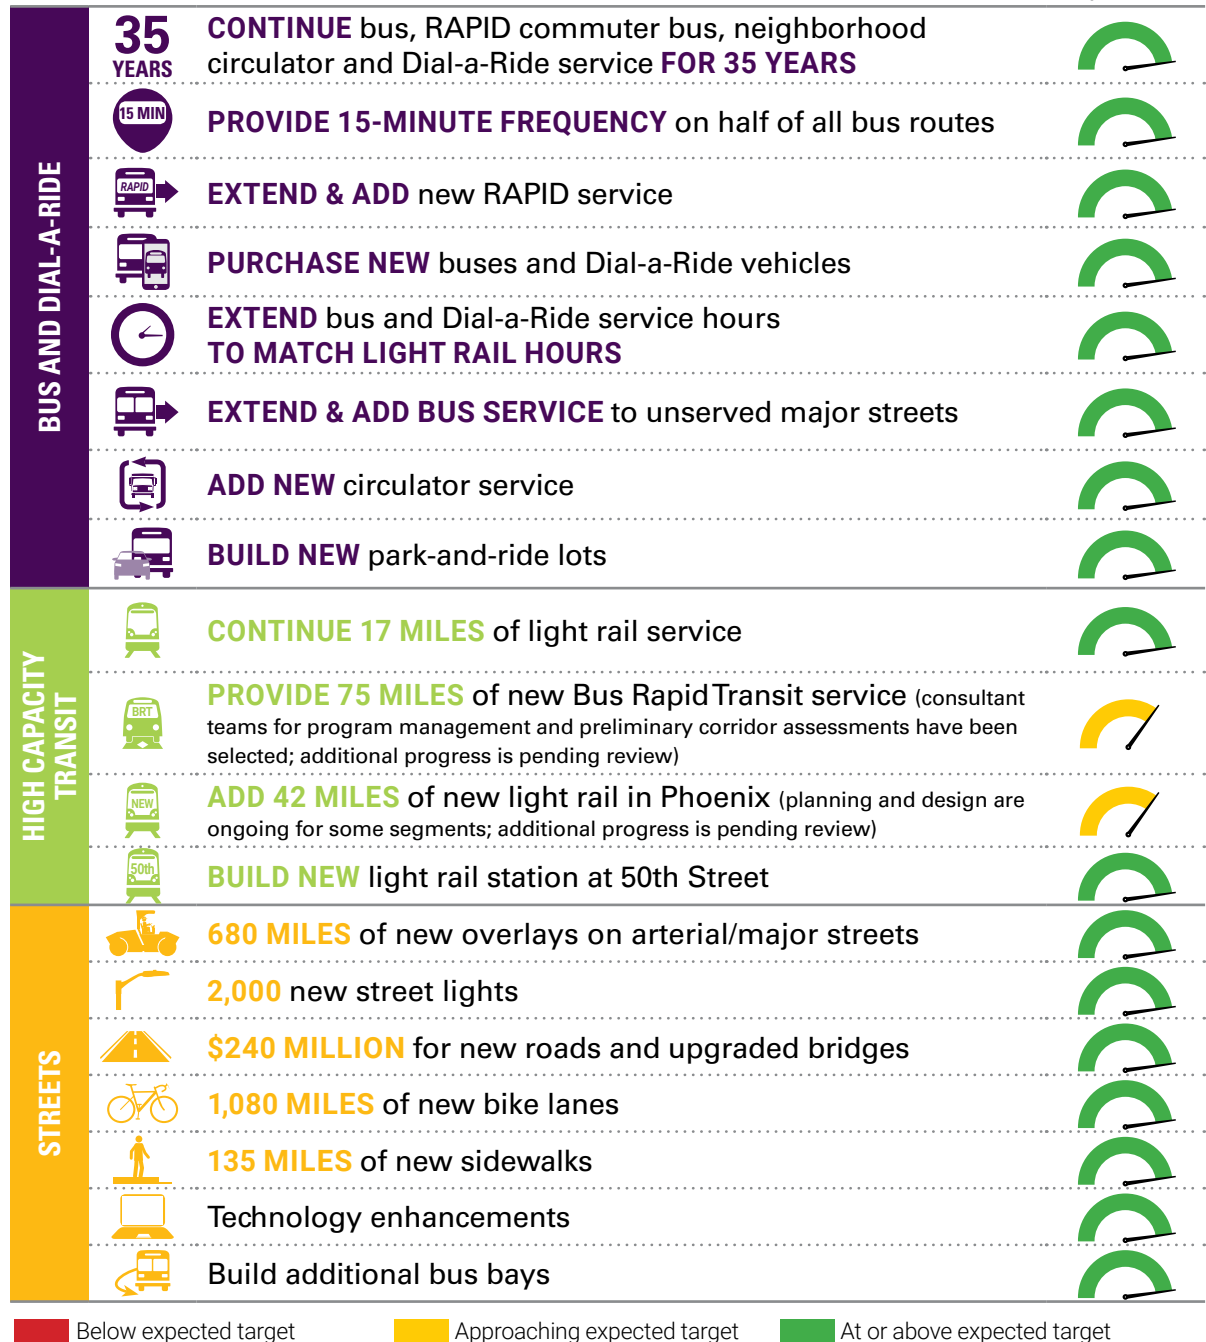 BUS AND DIAL-A-RIDE
35
YEARS
CONTINUE bus, RAPID commuter bus, neighborhood
circulator and Dial-a-Ride service FOR 35 YEARS
15 MIN
PROVIDE 15-MINUTE FREQUENCY on half of all bus routes
RAPID
EXTEND & ADD new RAPID service
PURCHASE NEW buses and Dial-a-Ride vehicles
EXTEND bus and Dial-a-Ride service hours
TO MATCH LIGHT RAIL HOURS
EXTEND & ADD BUS SERVICE to unserved major streets
ADD NEW circulator service
BUILD NEW park-and-ride lots
HIGH CAPACITY
TRANSIT
CONTINUE 17 MILES of light rail service
BRT
PROVIDE 75 MILES of new Bus Rapid Transit service (consultant
teams for program management and preliminary corridor assessments have been
selected; additional progress is pending review)
NEW
ADD 42 MILES of new light rail in Phoenix (planning and design are
ongoing for some segments; additional progress is pending review)
50th
BUILD NEW light rail station at 50th Street
STREETS
680 MILES of new overlays on arterial/major streets
2,000 new street lights
$240 MILLION for new roads and upgraded bridges
1,080 MILES of new bike lanes
135 MILES of new sidewalks
Technology enhancements
Build additional bus bays
Below expected target
Approaching expected target
At or above expected target